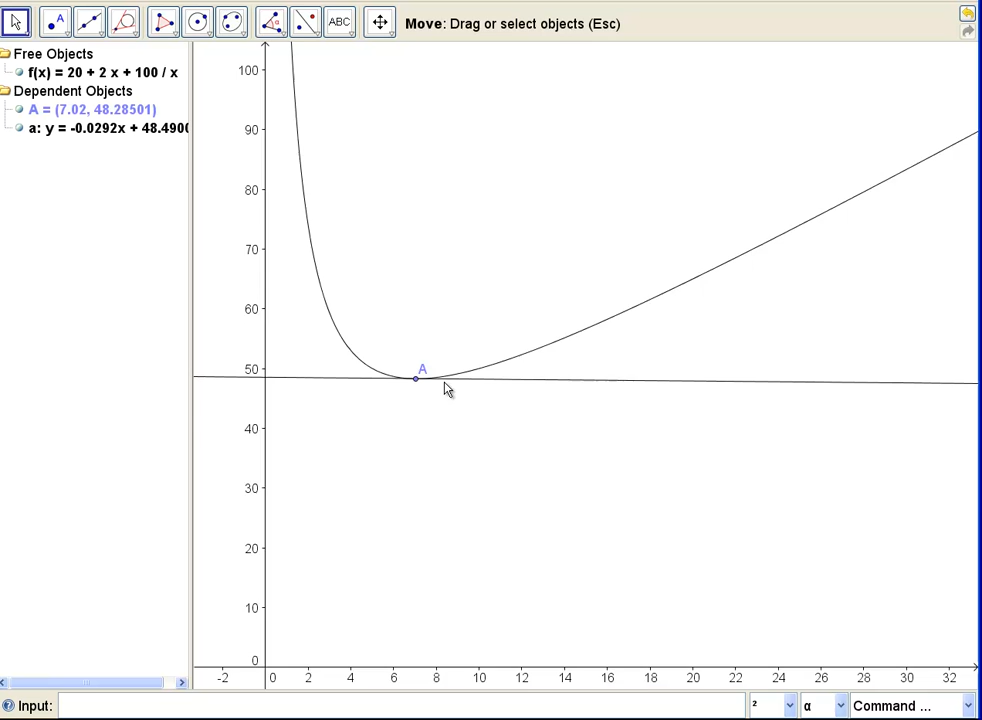 A
ABC
Move: Drag or select objects (Esc)
Free Objects
f(x) = 20 + 2 x + 100 / x
Dependent Objects
A = (7.02, 48.28501)
a: y = -0.0292x + 48.490
100
90
80
70
60
50
40
30
20
10
0
A
-2 0 2 4 6 8 10 12 14 16 18 20 22 24 26 28 30 32
Input: ² α Command ...